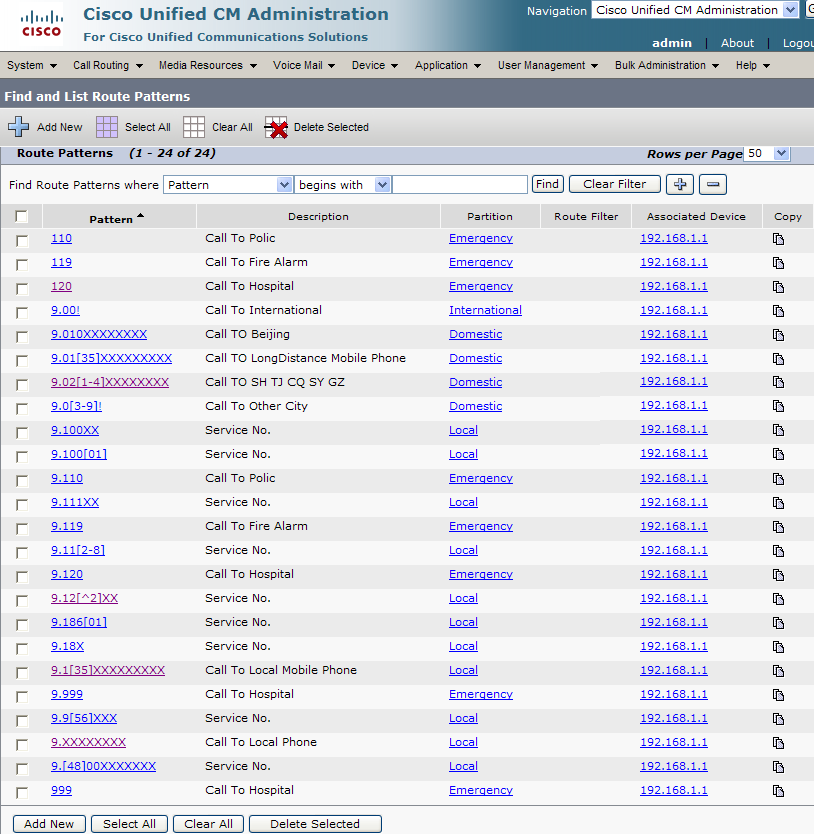 Cisco Unified CM Administration
Navigation Cisco Unified CM Administration
CISCO For Cisco Unified Communications Solutions
admin | About | Logou
System Call Routing Media Resources Voice Mail Device Application User Management Bulk Administration Help
Find and List Route Patterns
Add New Select All Clear All Delete Selected
Route Patterns (1 - 24 of 24) Rows per Page 50
Find Route Patterns where Pattern begins with Find Clear Filter
Pattern Description Partition Route Filter Associated Device Copy
110 Call To Polic Emergency 192.168.1.1
119 Call To Fire Alarm Emergency 192.168.1.1
120 Call To Hospital Emergency 192.168.1.1
9.00! Call To International International 192.168.1.1
9.010XXXXXXXX Call TO Beijing Domestic 192.168.1.1
9.01[35]XXXXXXXXX Call TO LongDistance Mobile Phone Domestic 192.168.1.1
9.02[1-4]XXXXXXXX Call TO SH TJ CQ SY GZ Domestic 192.168.1.1
9.0[3-9]! Call To Other City Domestic 192.168.1.1
9.100XX Service No. Local 192.168.1.1
9.100[01] Service No. Local 192.168.1.1
9.110 Call To Polic Emergency 192.168.1.1
9.111XX Service No. Local 192.168.1.1
9.119 Call To Fire Alarm Emergency 192.168.1.1
9.11[2-8] Service No. Local 192.168.1.1
9.120 Call To Hospital Emergency 192.168.1.1
9.12[^2]XX Service No. Local 192.168.1.1
9.186[01] Service No. Local 192.168.1.1
9.18X Service No. Local 192.168.1.1
9.1[35]XXXXXXXXX Call To Local Mobile Phone Local 192.168.1.1
9.999 Call To Hospital Emergency 192.168.1.1
9.9[56]XXX Service No. Local 192.168.1.1
9.XXXXXXXX Call To Local Phone Local 192.168.1.1
9.[48]00XXXXXXX Service No. Local 192.168.1.1
999 Call To Hospital Emergency 192.168.1.1
Add New Select All Clear All Delete Selected